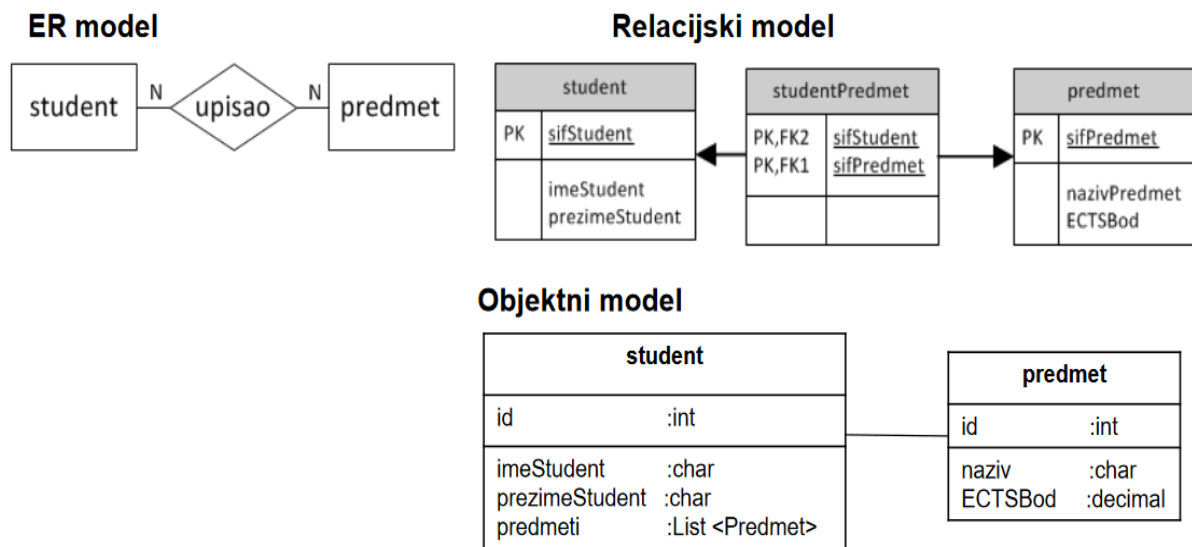 ER model
student N upisao N predmet
Relacijski model
student
PK sifStudent
imeStudent
prezimeStudent
studentPredmet
PK,FK2 sifStudent
PK,FK1 sifPredmet
predmet
PK sifPredmet
nazivPredmet
ECTSBod
Objektni model
student
id :int
imeStudent :char
prezimeStudent :char
predmeti :List <Predmet>
predmet
id :int
naziv :char
ECTSBod :decimal